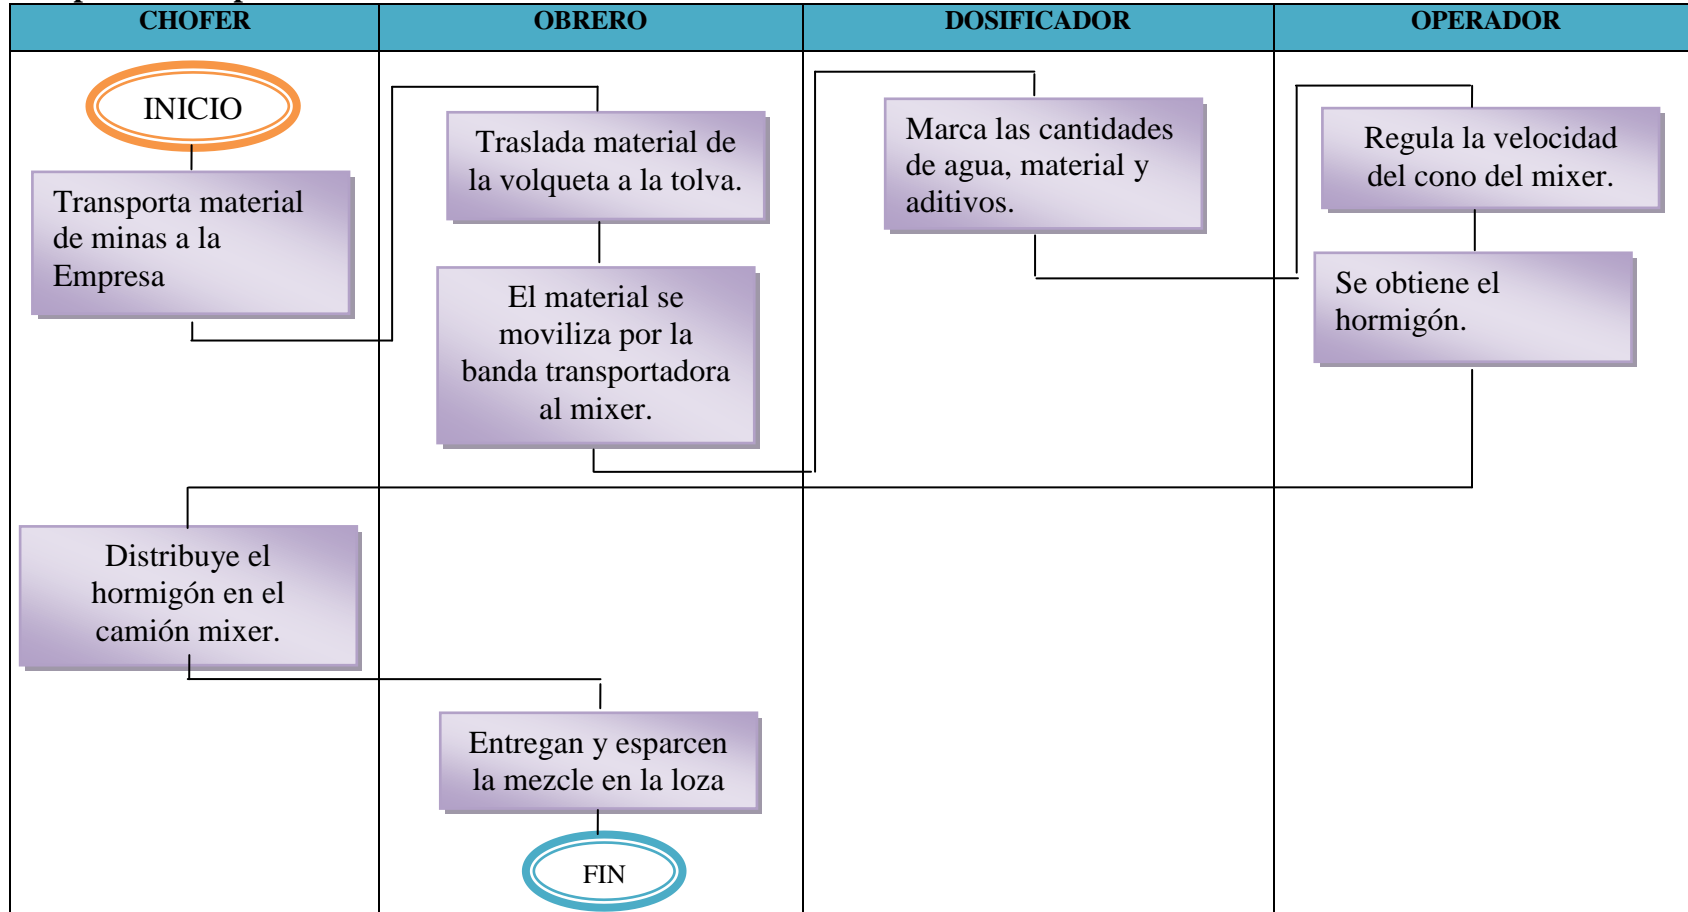 CHOFER
OBRERO
DOSIFICADOR
OPERADOR
INICIO
Transporta material
de minas a la
Empresa
Traslada material de
la volqueta a la tolva.
El material se
moviliza por la
banda transportadora
al mixer.
Marca las cantidades
de agua, material y
aditivos.
Regula la velocidad
del cono del mixer.
Se obtiene el
hormigón.
Distribuye el
hormigón en el
camión mixer.
Entregan y esparcen
la mezcle en la loza
FIN